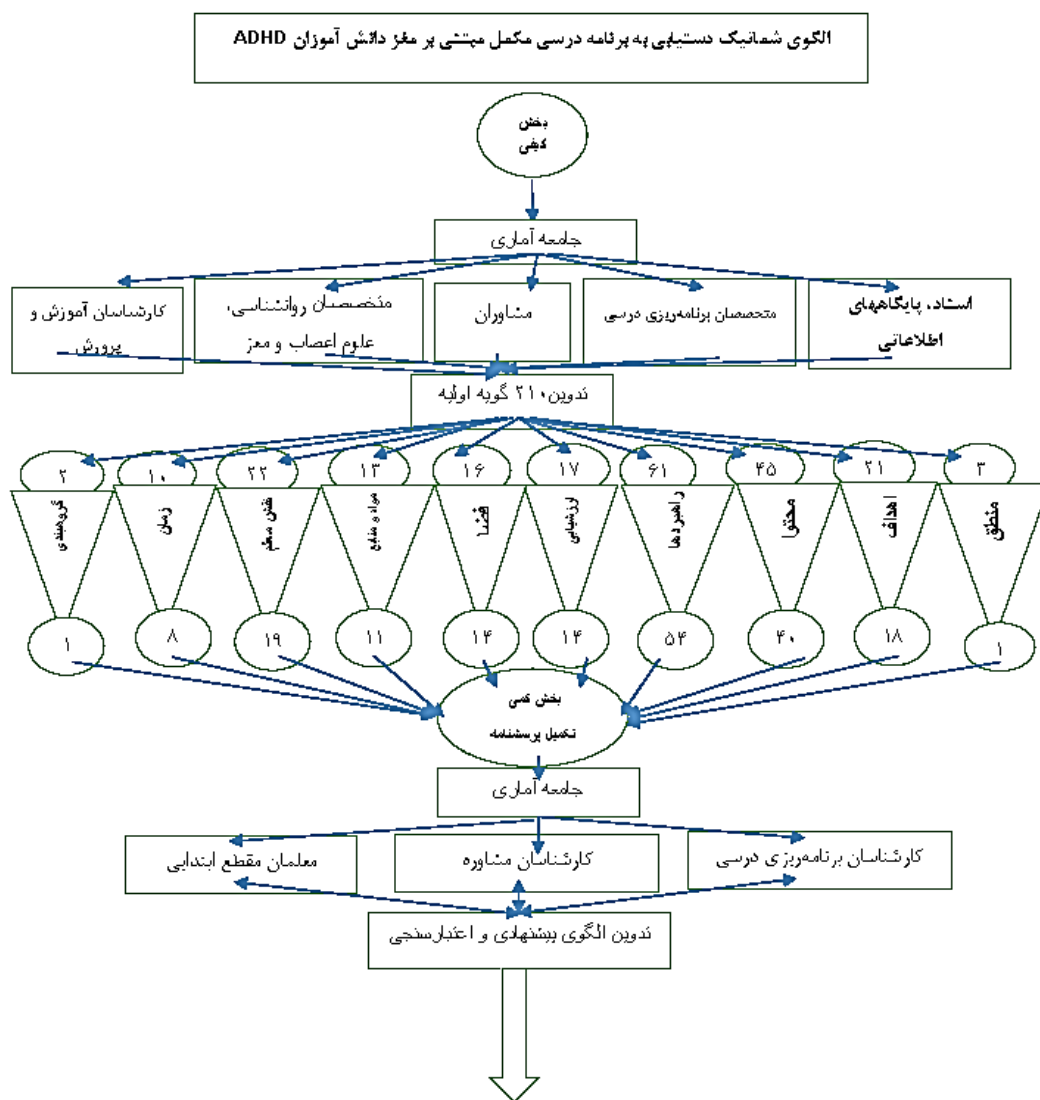 الگوی شماتیک دستیابی به برنامه درسی مکمل مبتنی بر مغز دانش آموزان ADHD
بخش
کیفی
جامعه آماری
اسناد، پایگاههای
اطلاعاتی
متخصصان برنامه‌ریزی درسی
مشاوران
متخصصان روانشناسی،
علوم اعصاب و مغز
کارشناسان آموزش و
پرورش
تدوین۲۱۰ گویه اولیه
۳ ۲۱ ۴۵ ۶۱ ۱۷ ۱۶ ۱۳ ۲۲ ۱۰ ۲
منطق اهداف محتوا راهبردها ارزشیابی فضا مواد و منابع نقش معلم زمان گروهبندی
۱ ۱۸ ۴۰ ۵۴ ۱۴ ۱۴ ۱۱ ۱۹ ۸ ۱
بخش کمی
تکمیل پرسشنامه
جامعه آماری
کارشناسان برنامه‌ریزی درسی
کارشناسان مشاوره
معلمان مقطع ابتدایی
تدوین الگوی پیشنهادی و اعتبارسنجی